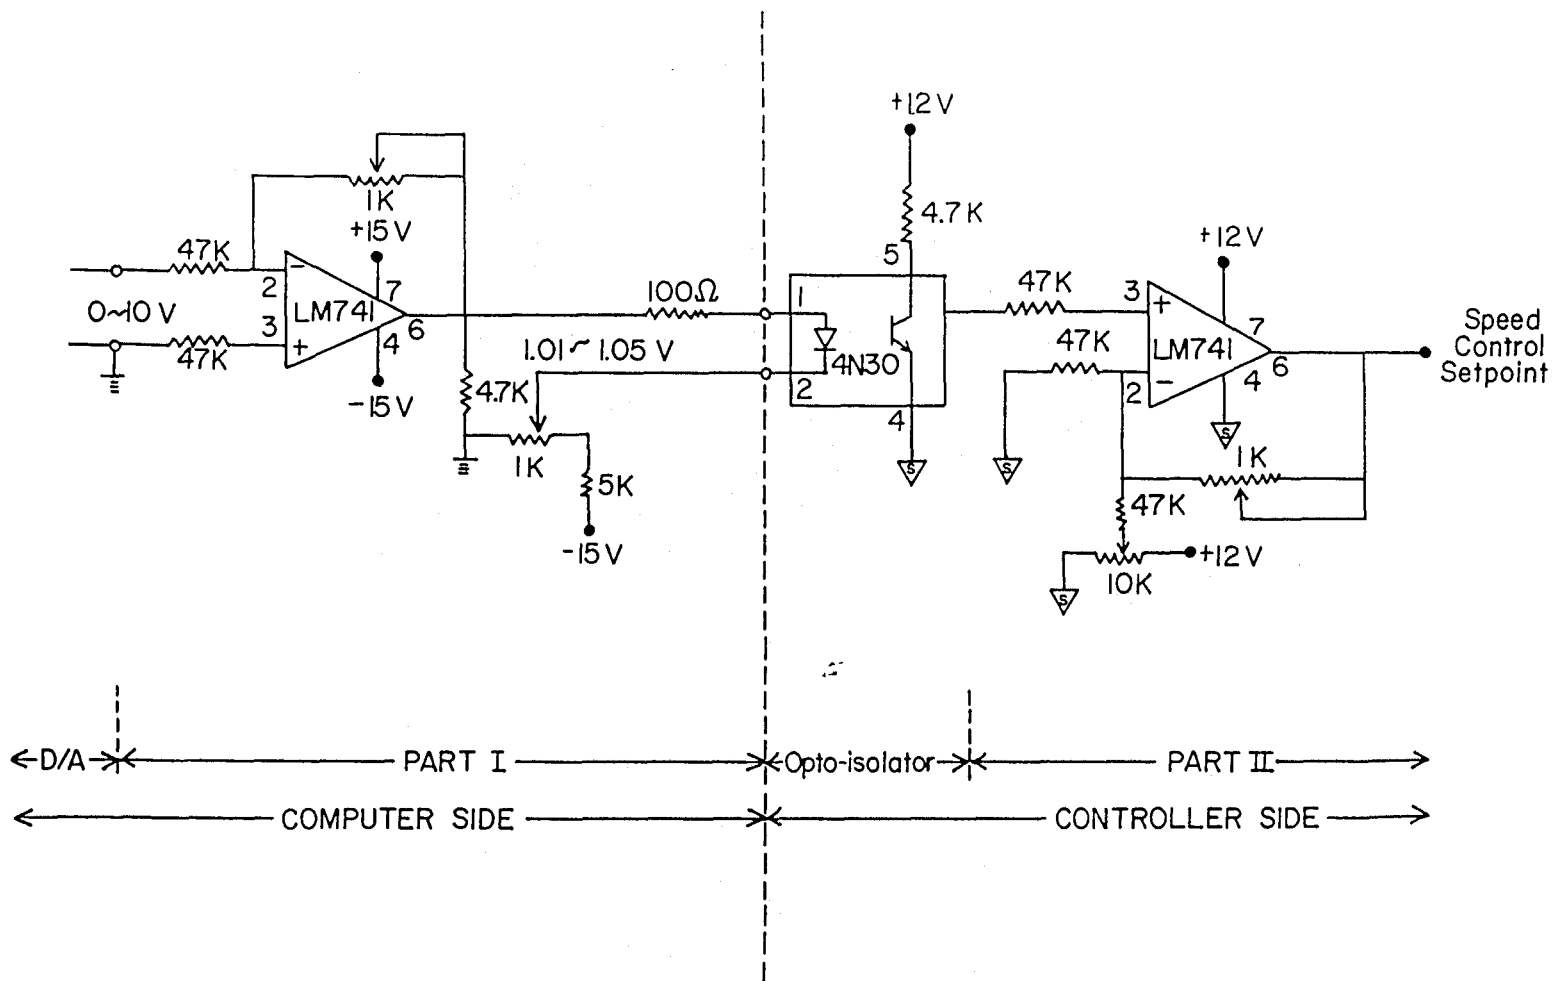 +12V
4.7K
5
1K
+15V
47K
2
-
7
0~10V
LM741
6
3
+
4
47K
-15V
100Ω
1
1.01~1.05 V
4N30
2
4
4.7K
1K
5K
-15V
47K
3
+
+12V
7
47K
LM741
6
-
2
4
S
S
S
S
1K
47K
+12V
10K
Speed
Control
Setpoint
D/A
PART I
Opto-isolator
PART II
COMPUTER SIDE
CONTROLLER SIDE